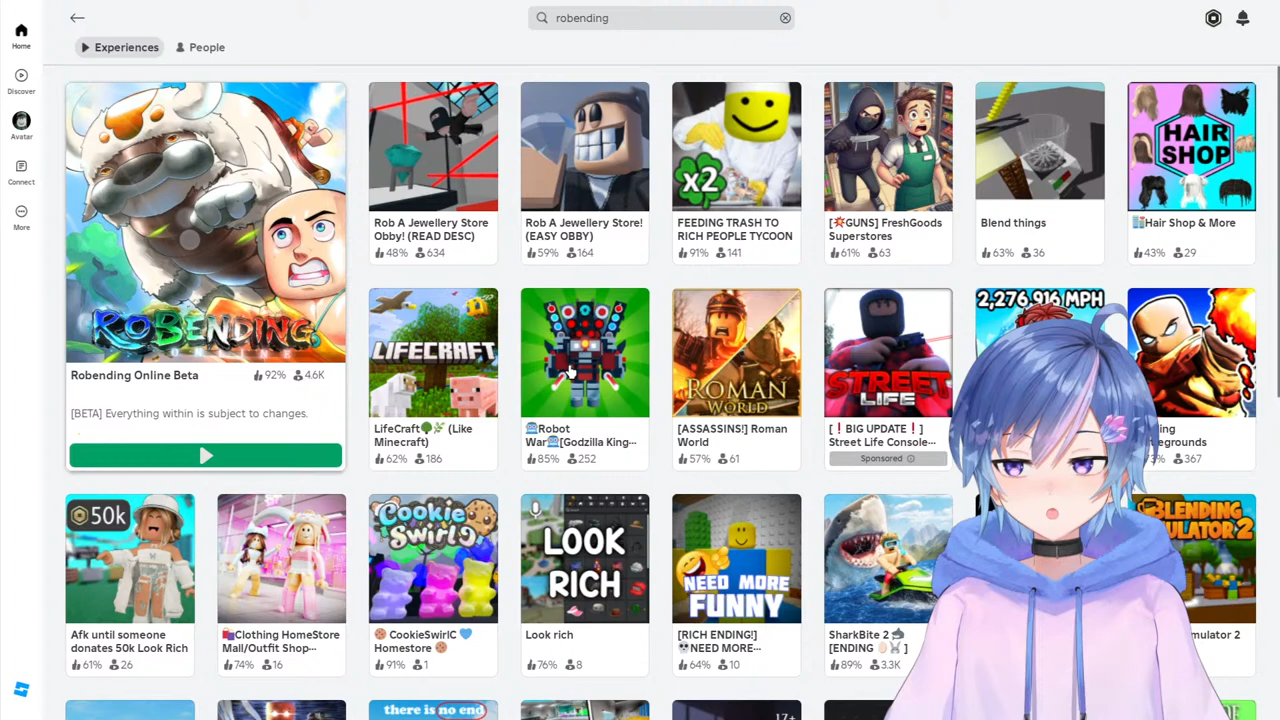 robending
Experiences
People
Home
Discover
Avatar
Connect
More
ROBENDING
ONLINE
Robending Online Beta
92% 4.6K
[BETA] Everything within is subject to changes.
Rob A Jewellery Store
Obby! (READ DESC)
48% 634
Rob A Jewellery Store!
(EASY OBBY)
59% 164
x2
FEEDING TRASH TO
RICH PEOPLE TYCOON
91% 141
[💥GUNS] FreshGoods
Superstores
61% 63
Blend things
63% 36
HAIR
SHOP
Hair Shop & More
43% 29
LIFECRAFT
LifeCraft🌳🌿 (Like
Minecraft)
62% 186
🤖Robot
War🤖[Godzilla King···
85% 252
ROMAN
WORLD
[ASSASSINS!] Roman
World
57% 61
STREET
LIFE
[❗BIG UPDATE❗]
Street Life Console···
Sponsored
2,276,916 MPH
367
50k
Afk until someone
donates 50k Look Rich
61% 26
🛍️Clothing HomeStore
Mall/Outfit Shop···
74% 16
Cookie
Swirl
🍪 CookieSwirlC 💙
Homestore 🍪
91% 1
LOOK
RICH
Look rich
76% 8
NEED MORE
FUNNY
[RICH ENDING!]
💀NEED MORE···
64% 10
SharkBite 2 🦈
[ENDING 🥚🐰]
89% 3.3K
BLENDING
2
2
there is no end
17+